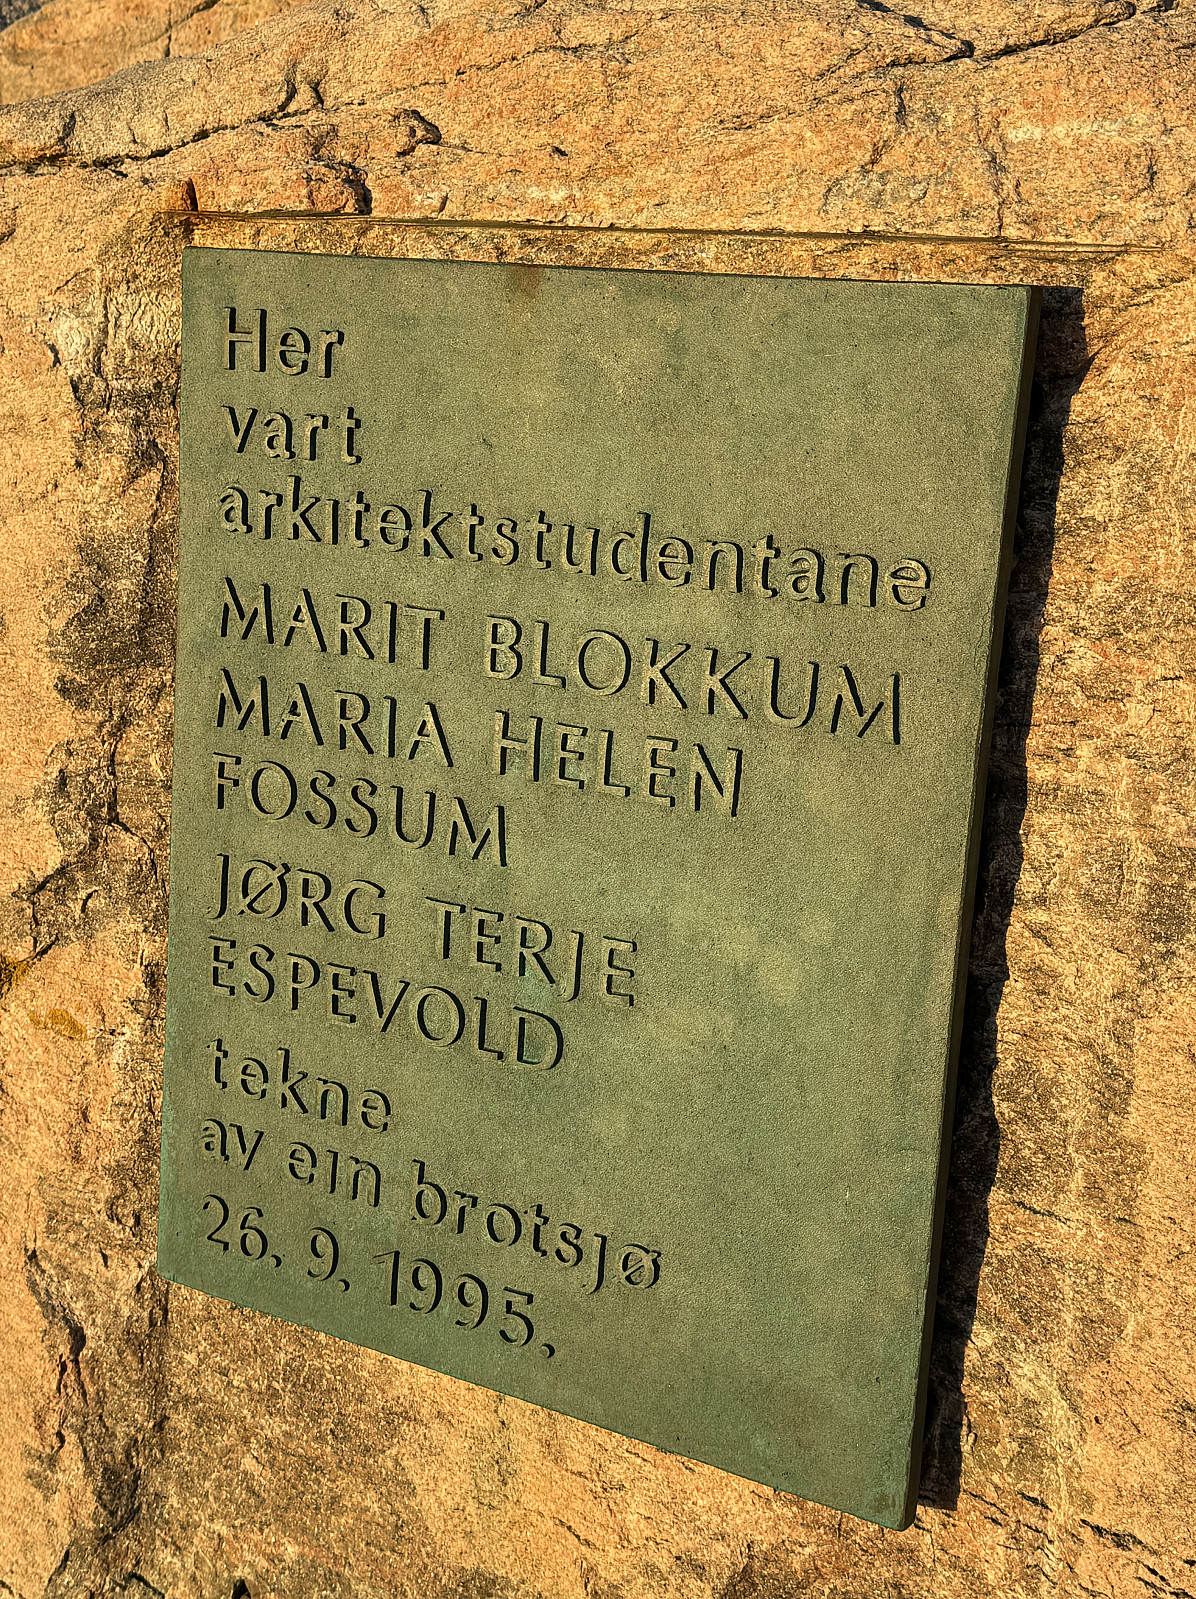 Her
vart
arkitektstudentane
MARIT BLOKKUM
MARIA HELEN
FOSSUM
JØRG TERJE
ESPEVOLD
tekne
av ein brotsjø
26. 9. 1995.